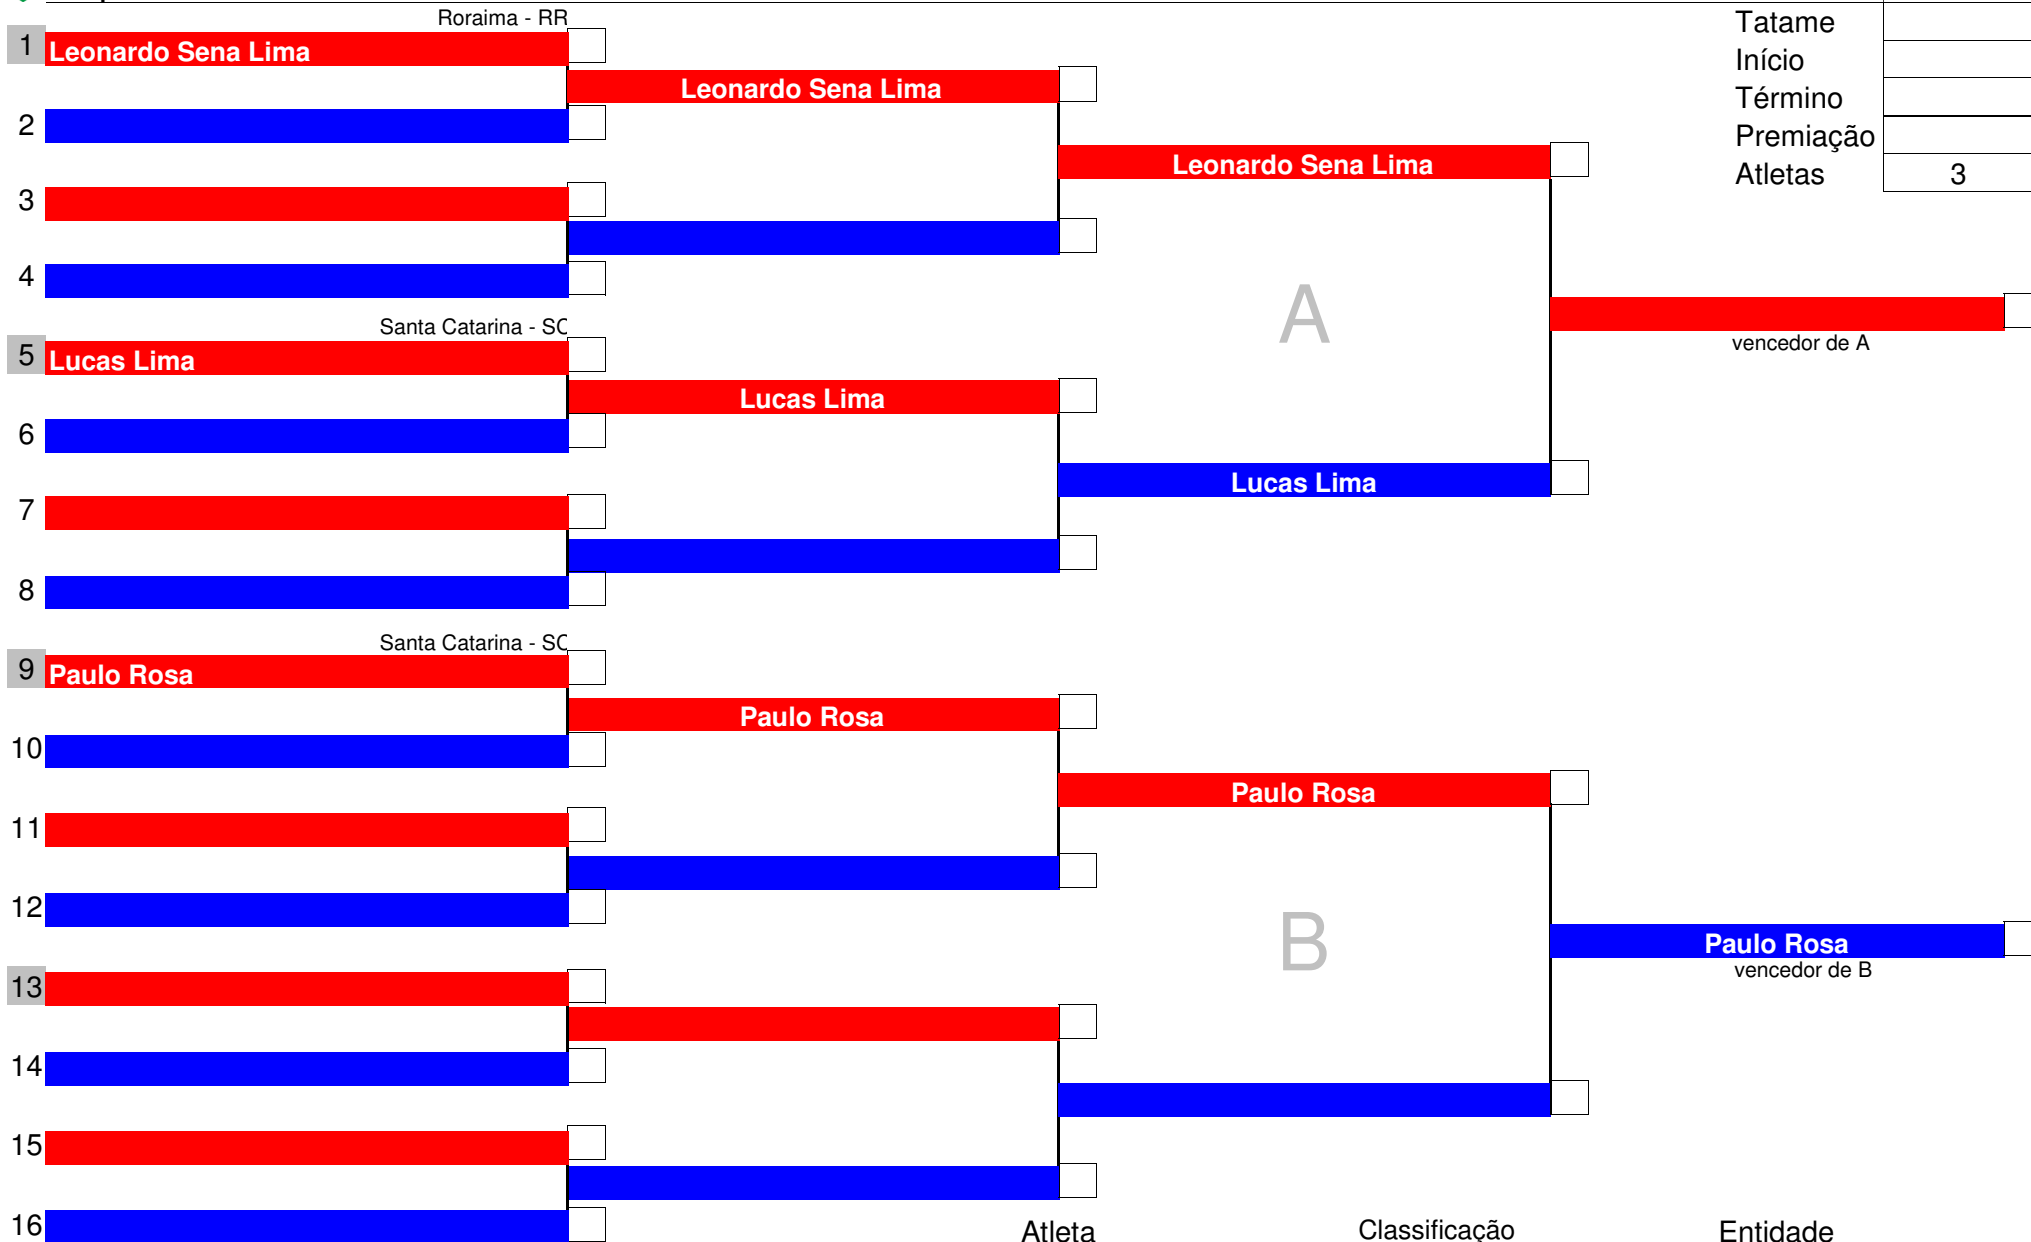 Roraima - RR
1 Leonardo Sena Lima
Leonardo Sena Lima
2
Leonardo Sena Lima
3
4
A
Santa Catarina - SC
5 Lucas Lima
Lucas Lima
6
Lucas Lima
7
8
Tatame
Início
Término
Premiação
Atletas 3
vencedor de A
Santa Catarina - SC
9 Paulo Rosa
Paulo Rosa
10
Paulo Rosa
11
12
B
Paulo Rosa
vencedor de B
13
14
15
16
Atleta Classificação Entidade